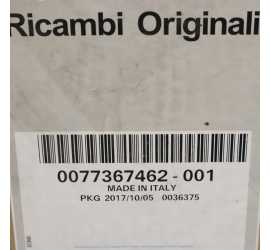 Ricambi Originali
0077367462-001
MADE IN ITALY
PKG 2017/10/05 0036375